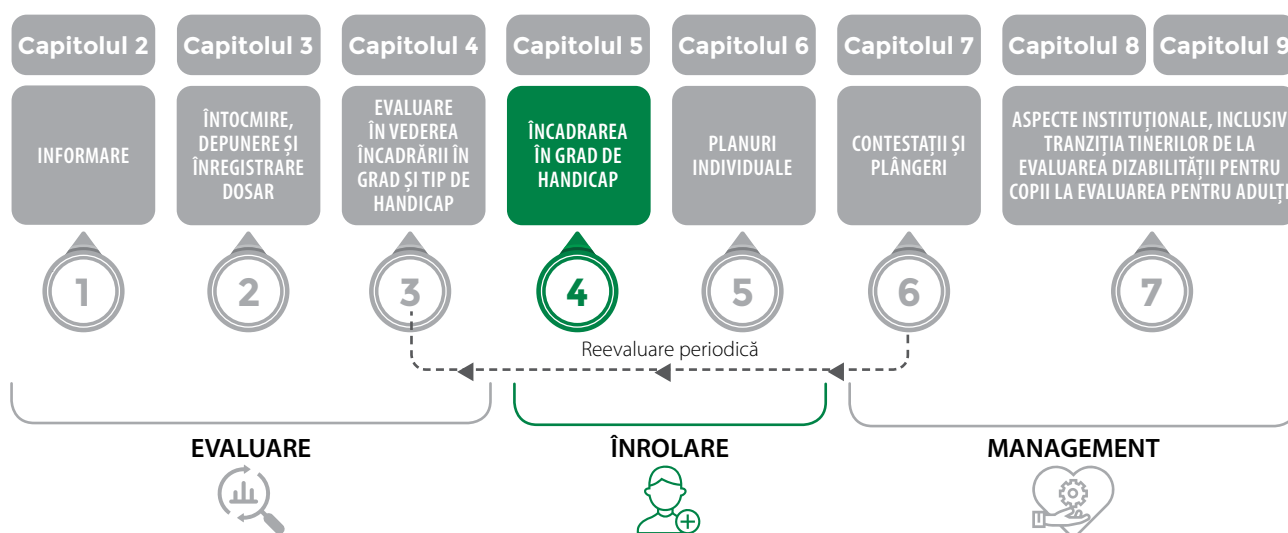 Capitolul 2
Capitolul 3
Capitolul 4
Capitolul 5
Capitolul 6
Capitolul 7
Capitolul 8
Capitolul 9
INFORMARE
ÎNTOCMIRE,
DEPUNERE ȘI
ÎNREGISTRARE
DOSAR
EVALUARE
ÎN VEDEREA
ÎNCADRĂRII ÎN
GRAD ȘI TIP DE
HANDICAP
ÎNCADRAREA
ÎN GRAD DE
HANDICAP
PLANURI
INDIVIDUALE
CONTESTAȚII ȘI
PLÂNGERI
ASPECTE INSTITUȚIONALE, INCLUSIV
TRANZIȚIA TINERILOR DE LA
EVALUAREA DIZABILITĂȚII PENTRU
COPII LA EVALUAREA PENTRU ADULȚI
1
2
3
4
5
6
7
Reevaluare periodică
EVALUARE
ÎNROLARE
MANAGEMENT